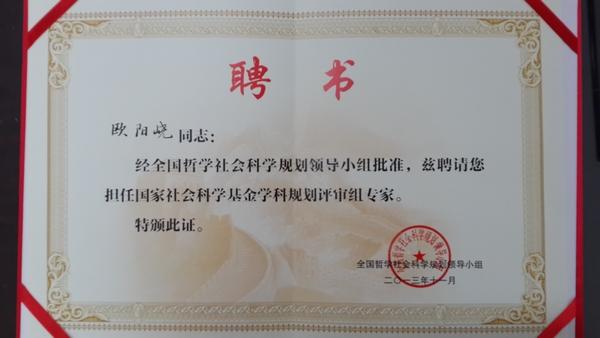 聘书
欧阳峣同志：
经全国哲学社会科学规划领导小组批准，兹聘请您
担任国家社会科学基金学科规划评审组专家。
特颁此证。
全国哲学社会科学规划领导小组
二〇一三年十一月